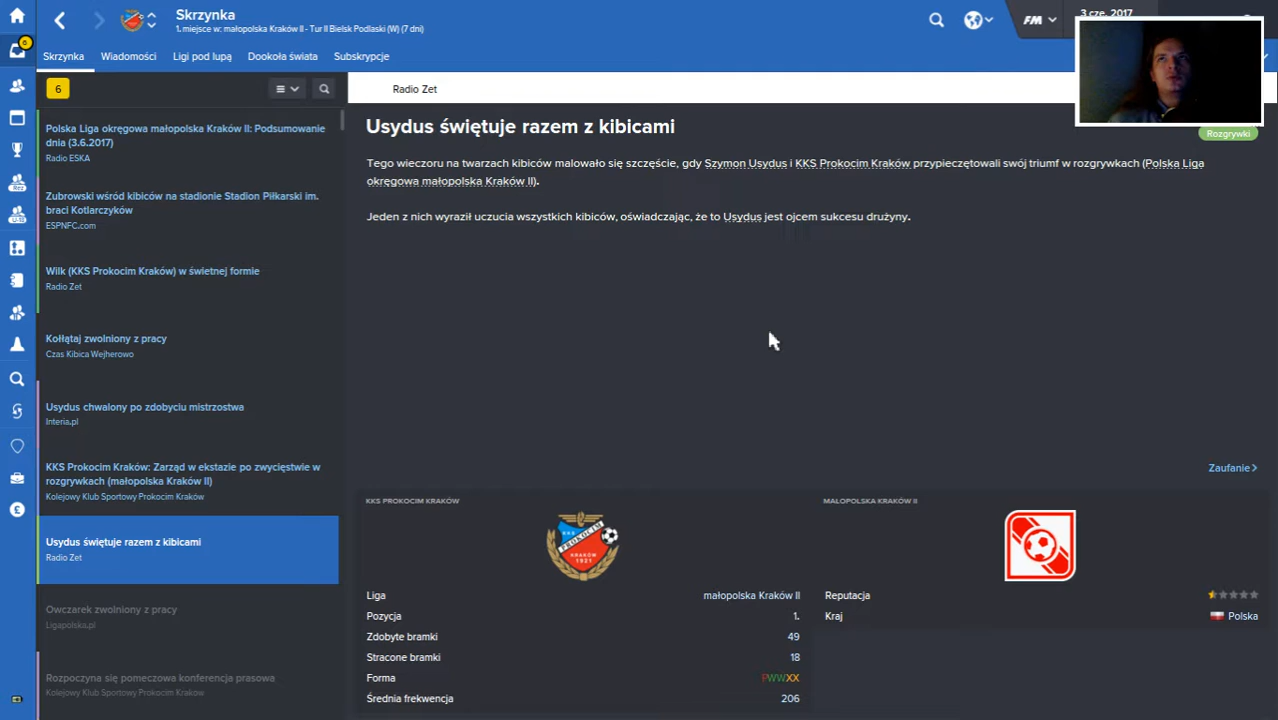 Skrzynka
1. miejsce w: małopolska Kraków II - Tur II Bielsk Podlaski (W) (7 dni)
FM
3 cze, 2017
6
Skrzynka
Wiadomości
Ligi pod lupą
Dookoła świata
Subskrypcje
6
Polska Liga okręgowa małopolska Kraków II: Podsumowanie
dnia (3.6.2017)
Radio ESKA
Zubrowski wśród kibiców na stadionie Stadion Piłkarski im.
braci Kotlarczyków
ESPNFC.com
Wilk (KKS Prokocim Kraków) w świetnej formie
Radio Zet
Kołłątaj zwolniony z pracy
Czas Kibica Wejherowo
Usydus chwalony po zdobyciu mistrzostwa
Interia.pl
KKS Prokocim Kraków: Zarząd w ekstazie po zwycięstwie w
rozgrywkach (małopolska Kraków II)
Kolejowy Klub Sportowy Prokocim Kraków
Usydus świętuje razem z kibicami
Radio Zet
Owczarek zwolniony z pracy
Ligapolska.pl
Rozpoczyna się pomeczowa konferencja prasowa
Kolejowy Klub Sportowy Prokocim Kraków
Radio Zet
Usydus świętuje razem z kibicami
Rozgrywki
Tego wieczoru na twarzach kibiców malowało się szczęście, gdy Szymon Usydus i KKS Prokocim Kraków przypieczętowali swój triumf w rozgrywkach (Polska Liga
okręgowa małopolska Kraków II).
Jeden z nich wyraził uczucia wszystkich kibiców, oświadczając, że to Usydus jest ojcem sukcesu drużyny.
Zaufanie
KKS PROKOCIM KRAKÓW
KKS
PROKOCIM
KRAKÓW
1921
Liga małopolska Kraków II
Pozycja 1.
Zdobyte bramki 49
Stracone bramki 18
Forma PWWXX
Średnia frekwencja 206
MAŁOPOLSKA KRAKÓW II
Reputacja
Kraj Polska